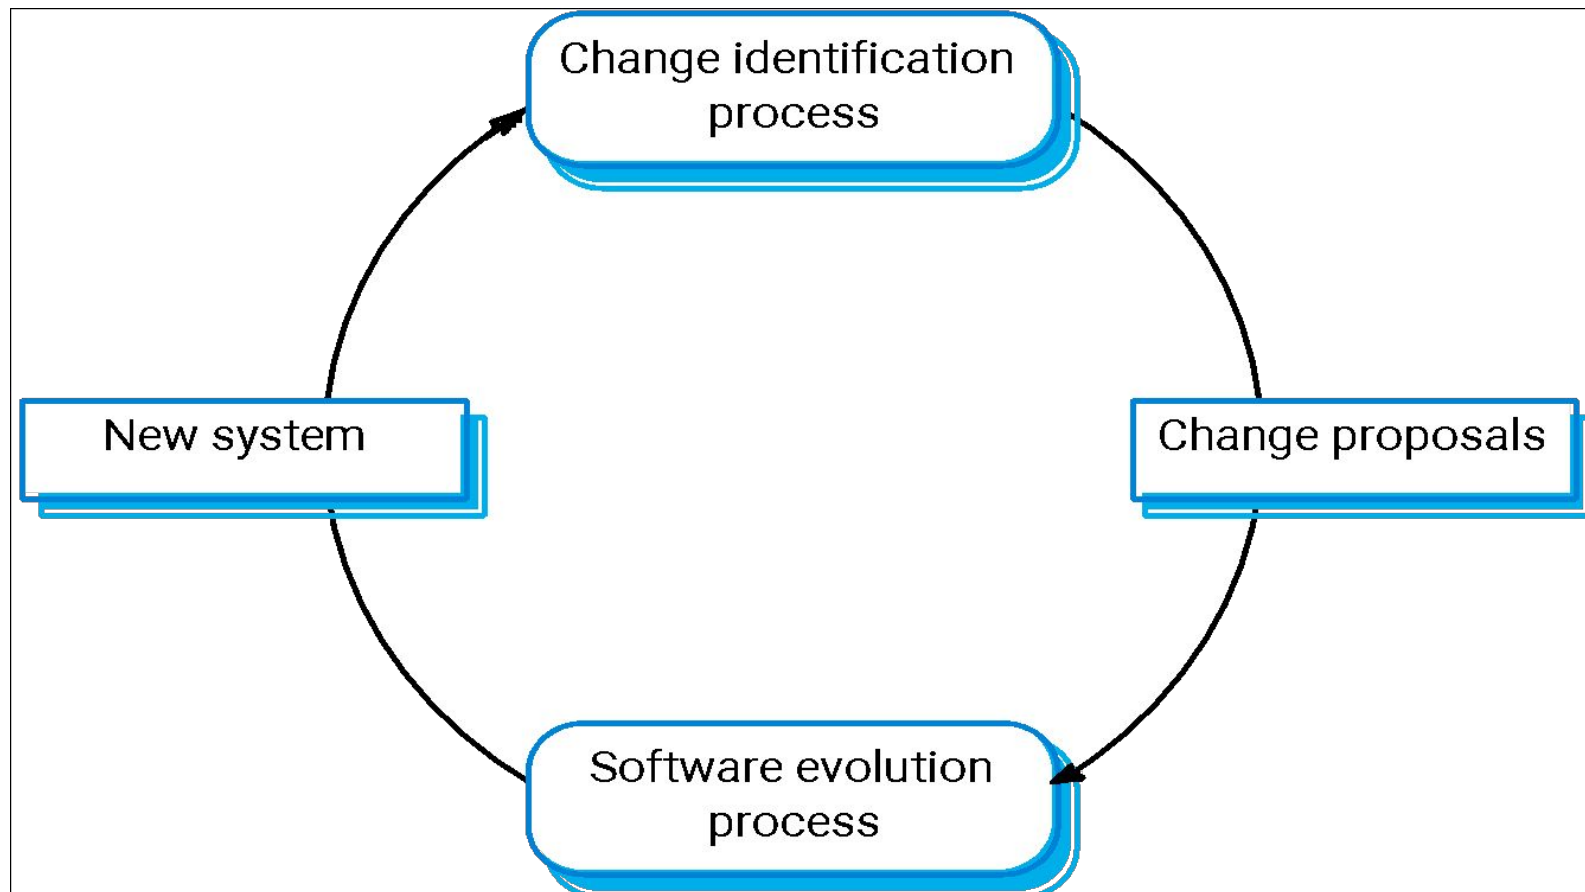 Change identification
process
New system
Change proposals
Software evolution
process